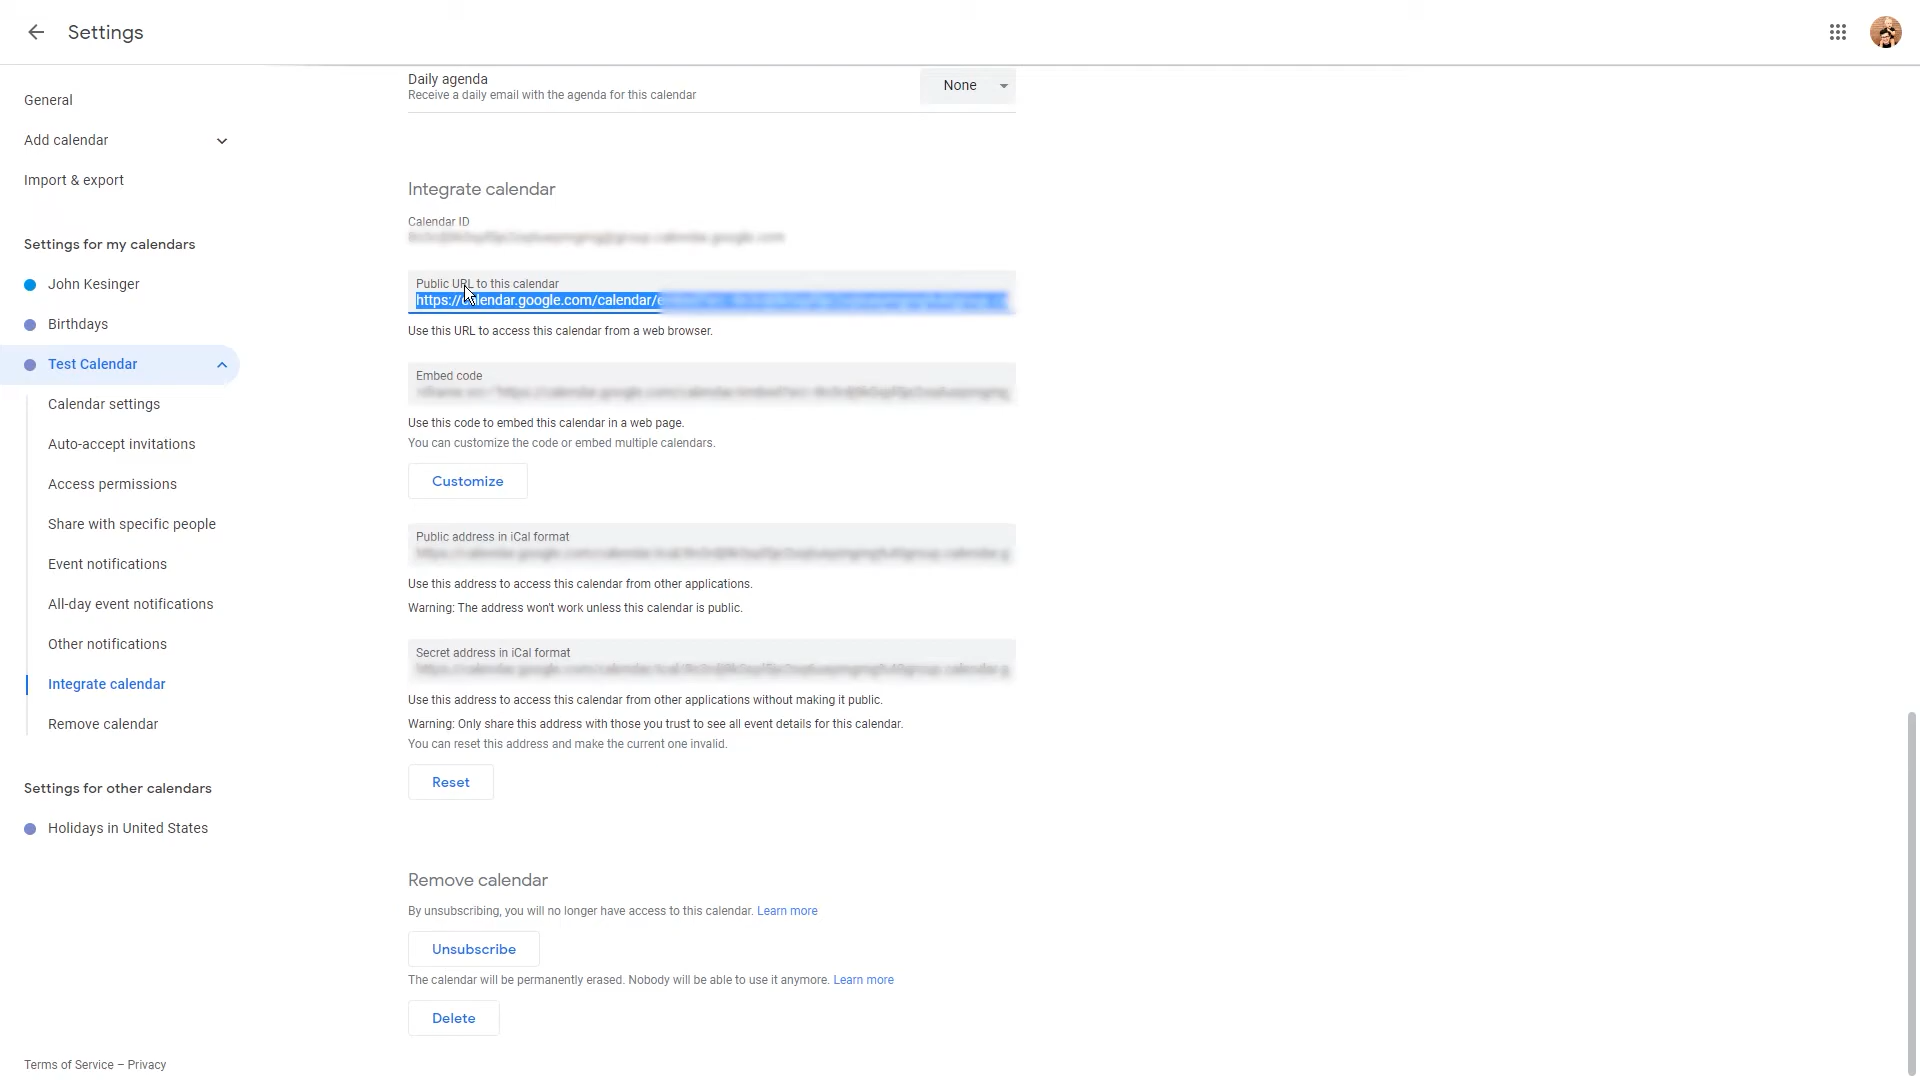 Settings
General
Add calendar
Import & export
Settings for my calendars
John Kesinger
Birthdays
Test Calendar
Calendar settings
Auto-accept invitations
Access permissions
Share with specific people
Event notifications
All-day event notifications
Other notifications
Integrate calendar
Remove calendar
Settings for other calendars
Holidays in United States
Terms of Service – Privacy
Daily agenda
None
Receive a daily email with the agenda for this calendar
Integrate calendar
Calendar ID
Public URL to this calendar
https://calendar.google.com/calendar/e
Use this URL to access this calendar from a web browser.
Embed code
Use this code to embed this calendar in a web page.
You can customize the code or embed multiple calendars.
Customize
Public address in iCal format
Use this address to access this calendar from other applications.
Warning: The address won't work unless this calendar is public.
Secret address in iCal format
Use this address to access this calendar from other applications without making it public.
Warning: Only share this address with those you trust to see all event details for this calendar.
You can reset this address and make the current one invalid.
Reset
Remove calendar
By unsubscribing, you will no longer have access to this calendar. Learn more
Unsubscribe
The calendar will be permanently erased. Nobody will be able to use it anymore. Learn more
Delete